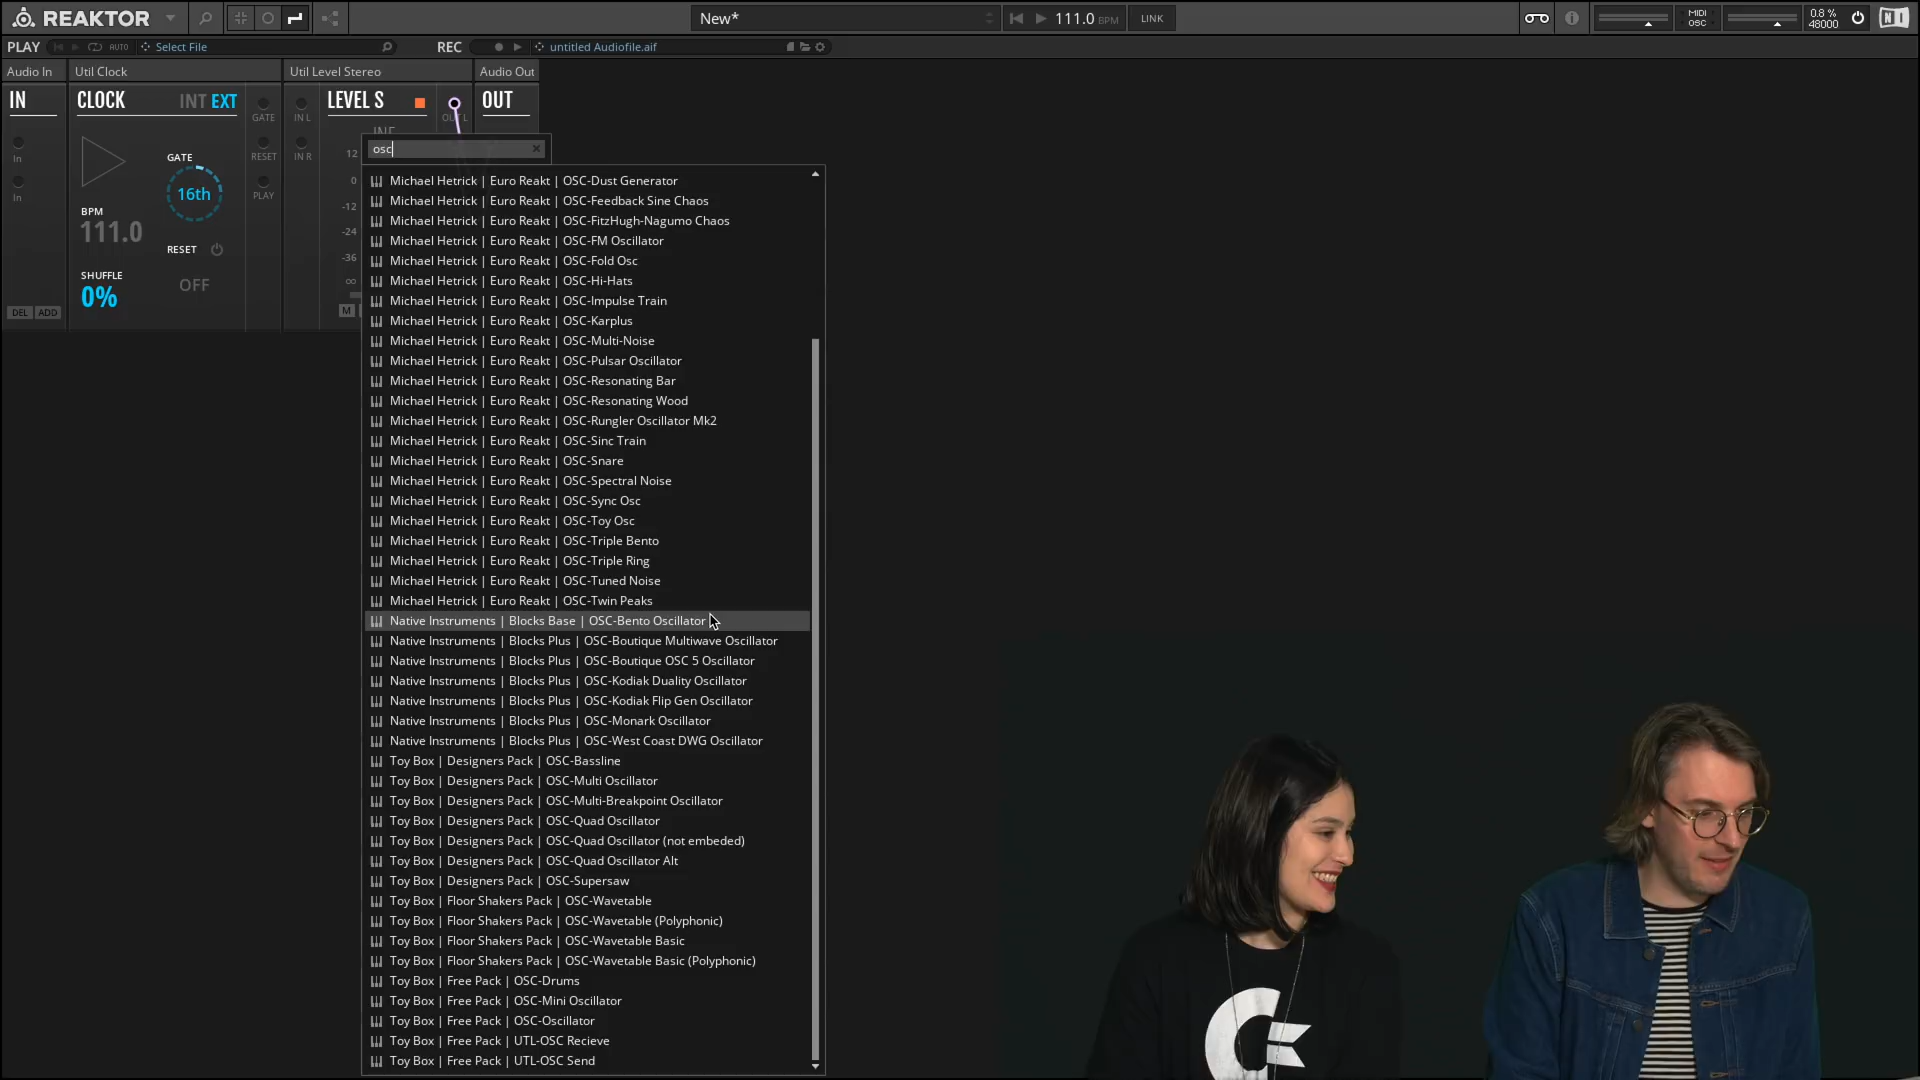 REAKTOR
New*
111.0 BPM
LINK
MIDI
OSC
0.8 %
48000
PLAY
AUTO
Select File
REC
untitled Audiofile.aif
Audio In
Util Clock
Util Level Stereo
Audio Out
IN
CLOCK
INT EXT
LEVEL S
OUT
GATE
IN L
OUT L
INF
In
In
GATE
16th
RESET
IN R
PLAY
BPM
111.0
RESET
SHUFFLE
0%
OFF
DEL
ADD
12
0
-12
-24
-36
∞
M
osc
Michael Hetrick | Euro Reakt | OSC-Dust Generator
Michael Hetrick | Euro Reakt | OSC-Feedback Sine Chaos
Michael Hetrick | Euro Reakt | OSC-FitzHugh-Nagumo Chaos
Michael Hetrick | Euro Reakt | OSC-FM Oscillator
Michael Hetrick | Euro Reakt | OSC-Fold Osc
Michael Hetrick | Euro Reakt | OSC-Hi-Hats
Michael Hetrick | Euro Reakt | OSC-Impulse Train
Michael Hetrick | Euro Reakt | OSC-Karplus
Michael Hetrick | Euro Reakt | OSC-Multi-Noise
Michael Hetrick | Euro Reakt | OSC-Pulsar Oscillator
Michael Hetrick | Euro Reakt | OSC-Resonating Bar
Michael Hetrick | Euro Reakt | OSC-Resonating Wood
Michael Hetrick | Euro Reakt | OSC-Rungler Oscillator Mk2
Michael Hetrick | Euro Reakt | OSC-Sinc Train
Michael Hetrick | Euro Reakt | OSC-Snare
Michael Hetrick | Euro Reakt | OSC-Spectral Noise
Michael Hetrick | Euro Reakt | OSC-Sync Osc
Michael Hetrick | Euro Reakt | OSC-Toy Osc
Michael Hetrick | Euro Reakt | OSC-Triple Bento
Michael Hetrick | Euro Reakt | OSC-Triple Ring
Michael Hetrick | Euro Reakt | OSC-Tuned Noise
Michael Hetrick | Euro Reakt | OSC-Twin Peaks
Native Instruments | Blocks Base | OSC-Bento Oscillator
Native Instruments | Blocks Plus | OSC-Boutique Multiwave Oscillator
Native Instruments | Blocks Plus | OSC-Boutique OSC 5 Oscillator
Native Instruments | Blocks Plus | OSC-Kodiak Duality Oscillator
Native Instruments | Blocks Plus | OSC-Kodiak Flip Gen Oscillator
Native Instruments | Blocks Plus | OSC-Monark Oscillator
Native Instruments | Blocks Plus | OSC-West Coast DWG Oscillator
Toy Box | Designers Pack | OSC-Bassline
Toy Box | Designers Pack | OSC-Multi Oscillator
Toy Box | Designers Pack | OSC-Multi-Breakpoint Oscillator
Toy Box | Designers Pack | OSC-Quad Oscillator
Toy Box | Designers Pack | OSC-Quad Oscillator (not embeded)
Toy Box | Designers Pack | OSC-Quad Oscillator Alt
Toy Box | Designers Pack | OSC-Supersaw
Toy Box | Floor Shakers Pack | OSC-Wavetable
Toy Box | Floor Shakers Pack | OSC-Wavetable (Polyphonic)
Toy Box | Floor Shakers Pack | OSC-Wavetable Basic
Toy Box | Floor Shakers Pack | OSC-Wavetable Basic (Polyphonic)
Toy Box | Free Pack | OSC-Drums
Toy Box | Free Pack | OSC-Mini Oscillator
Toy Box | Free Pack | OSC-Oscillator
Toy Box | Free Pack | UTL-OSC Recieve
Toy Box | Free Pack | UTL-OSC Send